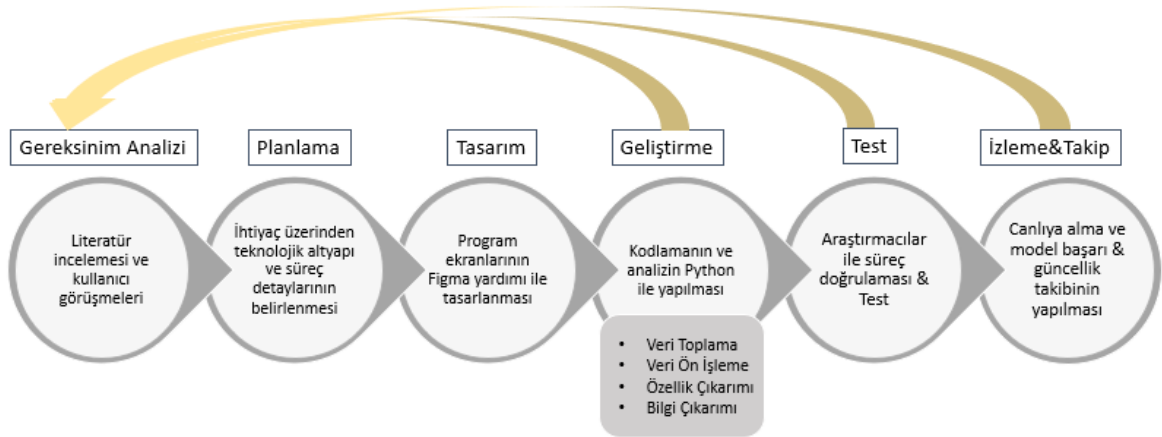 Gereksinim Analizi
Planlama
Tasarım
Geliştirme
Test
İzleme&Takip
Literatür
incelemesi ve
kullanıcı
görüşmeleri
İhtiyaç üzerinden
teknolojik altyapı
ve süreç
detaylarının
belirlenmesi
Program
ekranlarının
Figma yardımı ile
tasarlanması
Kodlamanın ve
analizin Python
ile yapılması
• Veri Toplama
• Veri Ön İşleme
• Özellik Çıkarımı
• Bilgi Çıkarımı
Araştırmacılar
ile süreç
doğrulaması &
Test
Canlıya alma ve
model başarı &
güncellik
takibinin
yapılması